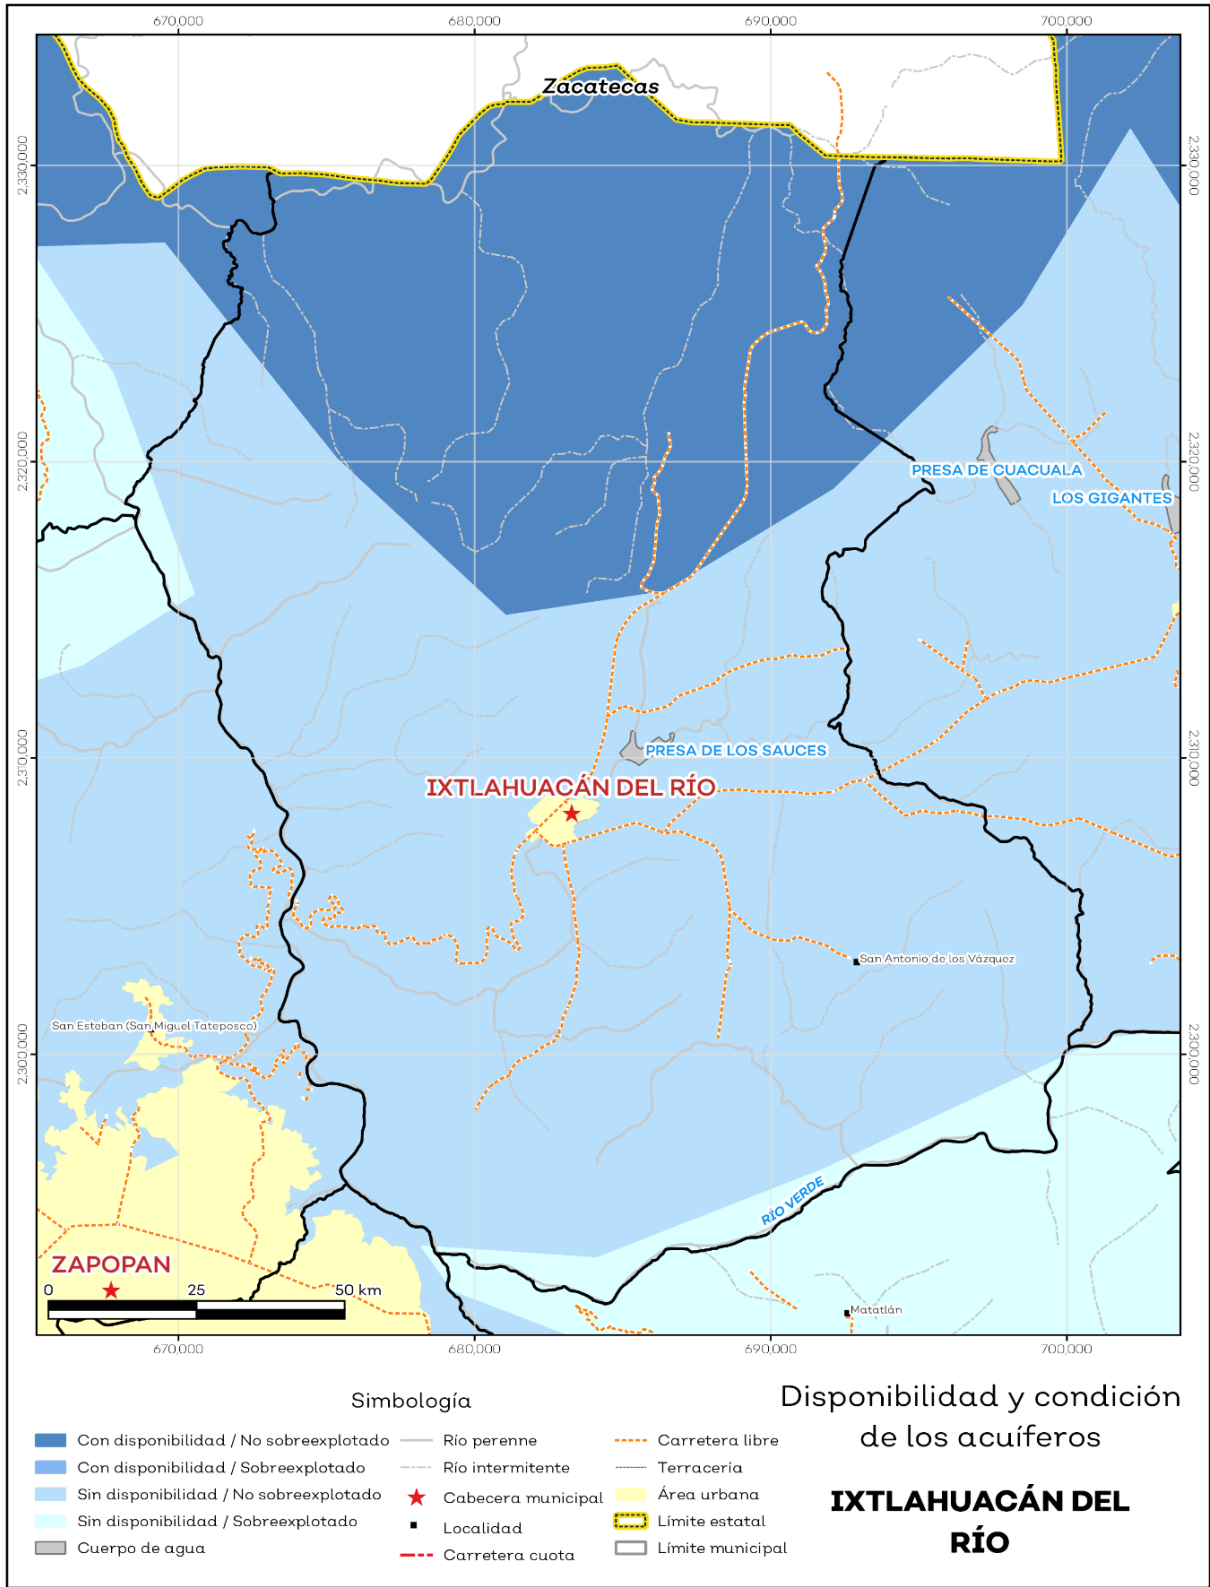 670,000
680,000
690,000
700,000
Zacatecas
2,330,000
2,330,000
2,320,000
2,320,000
PRESA DE CUACUALA
LOS GIGANTES
PRESA DE LOS SAUCES
2,310,000
2,310,000
IXTLAHUACÁN DEL RÍO
San Antonio de los Vázquez
San Esteban (San Miguel Tateposco)
2,300,000
2,300,000
RÍO VERDE
ZAPOPAN
0 25 50 km
Matatlán
670,000
680,000
690,000
700,000
Simbología
Con disponibilidad / No sobreexplotado
Con disponibilidad / Sobreexplotado
Sin disponibilidad / No sobreexplotado
Sin disponibilidad / Sobreexplotado
Cuerpo de agua
Río perenne
Río intermitente
Cabecera municipal
Localidad
Carretera cuota
Carretera libre
Terracería
Área urbana
Límite estatal
Límite municipal
Disponibilidad y condición
de los acuíferos
IXTLAHUACÁN DEL
RÍO